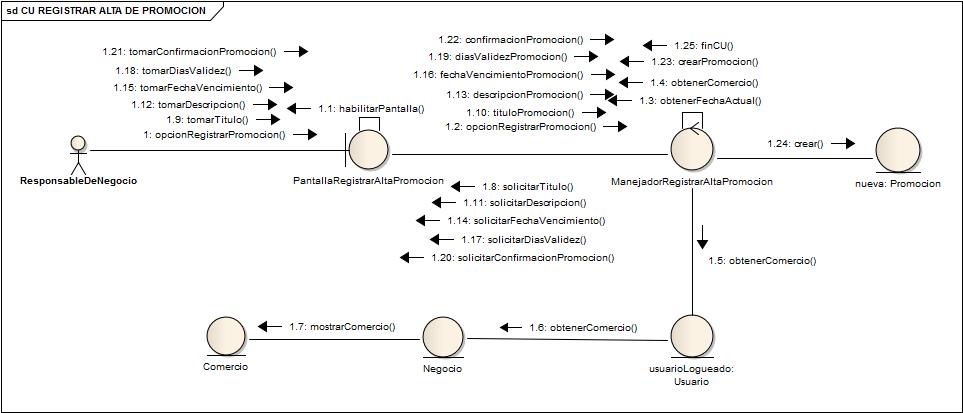 sd CU REGISTRAR ALTA DE PROMOCION
1.21: tomarConfirmacionPromocion()
1.18: tomarDiasValidez()
1.15: tomarFechaVencimiento()
1.12: tomarDescripcion()
1.9: tomarTitulo()
1: opcionRegistrarPromocion()
1.1: habilitarPantalla()
1.22: confirmacionPromocion()
1.19: diasValidezPromocion()
1.16: fechaVencimientoPromocion()
1.13: descripcionPromocion()
1.10: tituloPromocion()
1.2: opcionRegistrarPromocion()
1.25: finCU()
1.23: crearPromocion()
1.4: obtenerComercio()
1.3: obtenerFechaActual()
1.24: crear()
ResponsableDeNegocio
PantallaRegistrarAltaPromocion
ManejadorRegistrarAltaPromocion
nueva: Promocion
1.8: solicitarTitulo()
1.11: solicitarDescripcion()
1.14: solicitarFechaVencimiento()
1.17: solicitarDiasValidez()
1.20: solicitarConfirmacionPromocion()
1.5: obtenerComercio()
1.7: mostrarComercio()
1.6: obtenerComercio()
Comercio
Negocio
usuarioLogueado:
Usuario